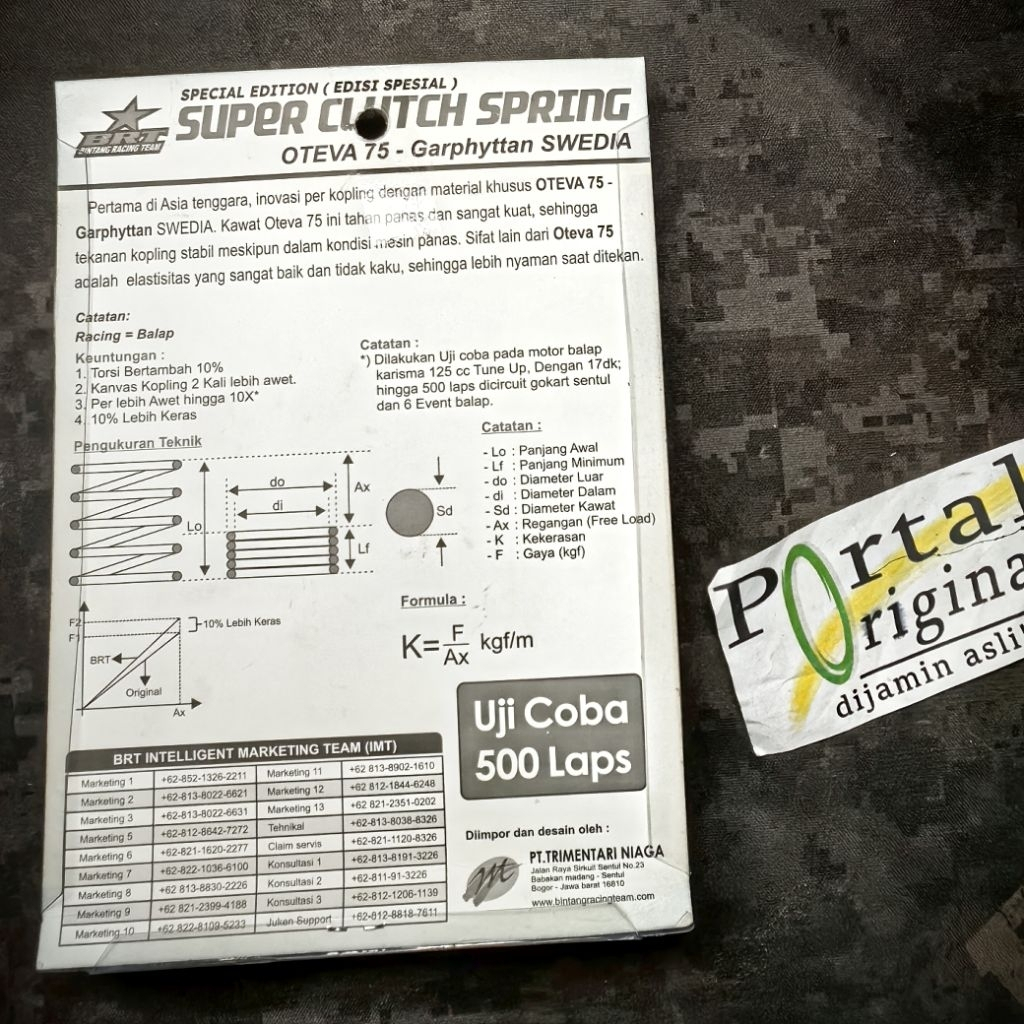 SPECIAL EDITION ( EDISI SPESIAL )
SUPER CLUTCH SPRING
BRT
BINTANG RACING TEAM
OTEVA 75 - Garphyttan SWEDIA
Pertama di Asia tenggara, inovasi per kopling dengan material khusus OTEVA 75 -
Garphyttan SWEDIA. Kawat Oteva 75 ini tahan panas dan sangat kuat, sehingga
tekanan kopling stabil meskipun dalam kondisi mesin panas. Sifat lain dari Oteva 75
adalah elastisitas yang sangat baik dan tidak kaku, sehingga lebih nyaman saat ditekan.
Catatan:
Racing = Balap
Keuntungan :
1. Torsi Bertambah 10%
2. Kanvas Kopling 2 Kali lebih awet.
3. Per lebih Awet hingga 10X*
4. 10% Lebih Keras
Catatan :
*) Dilakukan Uji coba pada motor balap
karisma 125 cc Tune Up, Dengan 17dk;
hingga 500 laps dicircuit gokart sentul
dan 6 Event balap.
Pengukuran Teknik
Lo
do
di
Ax
Lf
Sd
Catatan :
- Lo : Panjang Awal
- Lf : Panjang Minimum
- do : Diameter Luar
- di : Diameter Dalam
- Sd : Diameter Kawat
- Ax : Regangan (Free Load)
- K : Kekerasan
- F : Gaya (kgf)
F2
F1
10% Lebih Keras
BRT
Original
Ax
Formula :
K= F/Ax kgf/m
Uji Coba
500 Laps
BRT INTELLIGENT MARKETING TEAM (IMT)
Marketing 1 +62-852-1326-2211 Marketing 11 +62 813-8902-1610
Marketing 2 +62-813-8022-6621 Marketing 12 +62 812-1844-6248
Marketing 3 +62-813-8022-6631 Marketing 13 +62 821-2351-0202
Marketing 5 +62-812-8642-7272 Tehnikal +62-813-8038-8326
Marketing 6 +62-821-1620-2277 Claim servis +62-821-1120-8326
Marketing 7 +62-822-1036-6100 Konsultasi 1 +62-813-8191-3226
Marketing 8 +62 813-8830-2226 Konsultasi 2 +62-811-91-3226
Marketing 9 +62 821-2399-4188 Konsultasi 3 +62-812-1206-1139
Marketing 10 +62 822-8109-5233 Juken Support +62-812-8818-7611
Diimpor dan desain oleh :
mt
PT.TRIMENTARI NIAGA
Jalan Raya Sirkuit Sentul No.23
Babakan madang - Sentul
Bogor - Jawa barat 16810
www.bintangracingteam.com
Portal
Original
dijamin asli